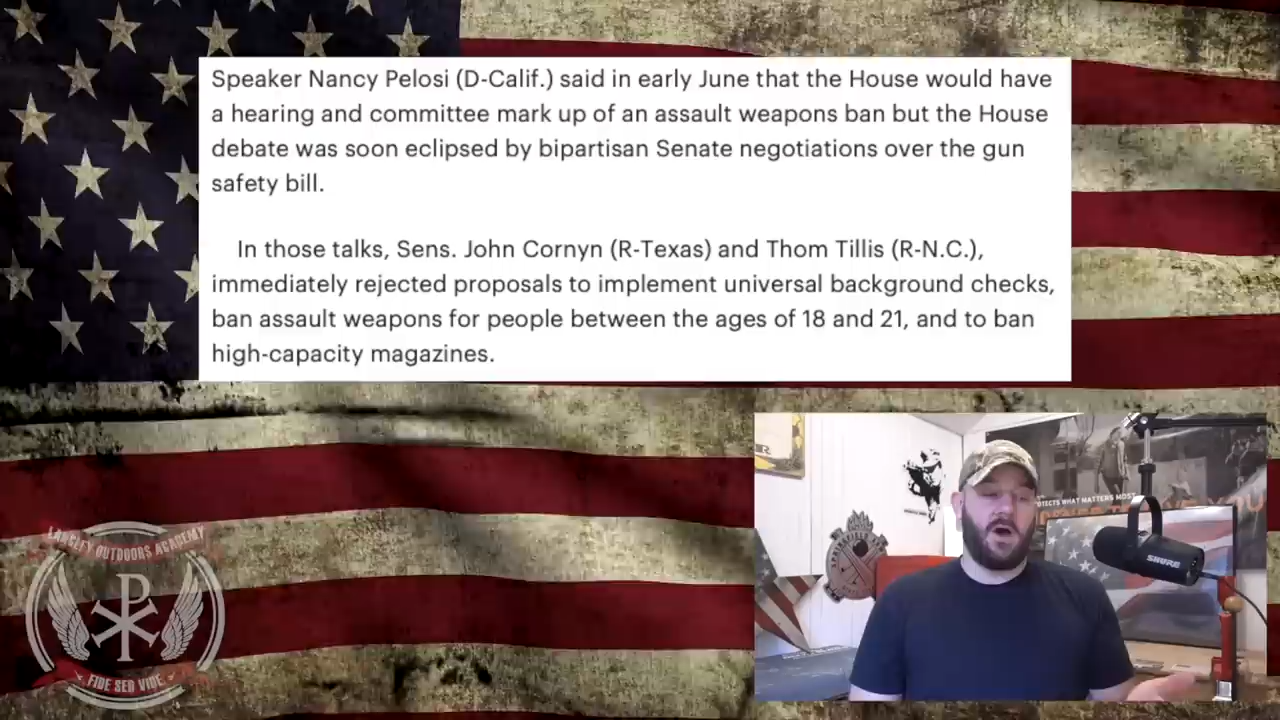 Speaker Nancy Pelosi (D-Calif.) said in early June that the House would have
a hearing and committee mark up of an assault weapons ban but the House
debate was soon eclipsed by bipartisan Senate negotiations over the gun
safety bill.
In those talks, Sens. John Cornyn (R-Texas) and Thom Tillis (R-N.C.),
immediately rejected proposals to implement universal background checks,
ban assault weapons for people between the ages of 18 and 21, and to ban
high-capacity magazines.
PROTECTS WHAT MATTERS MOST
SHURE
LANGLEY OUTDOORS ACADEMY
FIDE SED VIDE